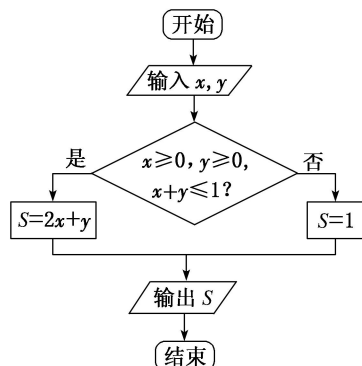 开始
输入 x,y
x≥0,y≥0,
x+y≤1?
是
否
S=2x+y
S=1
输出 S
结束